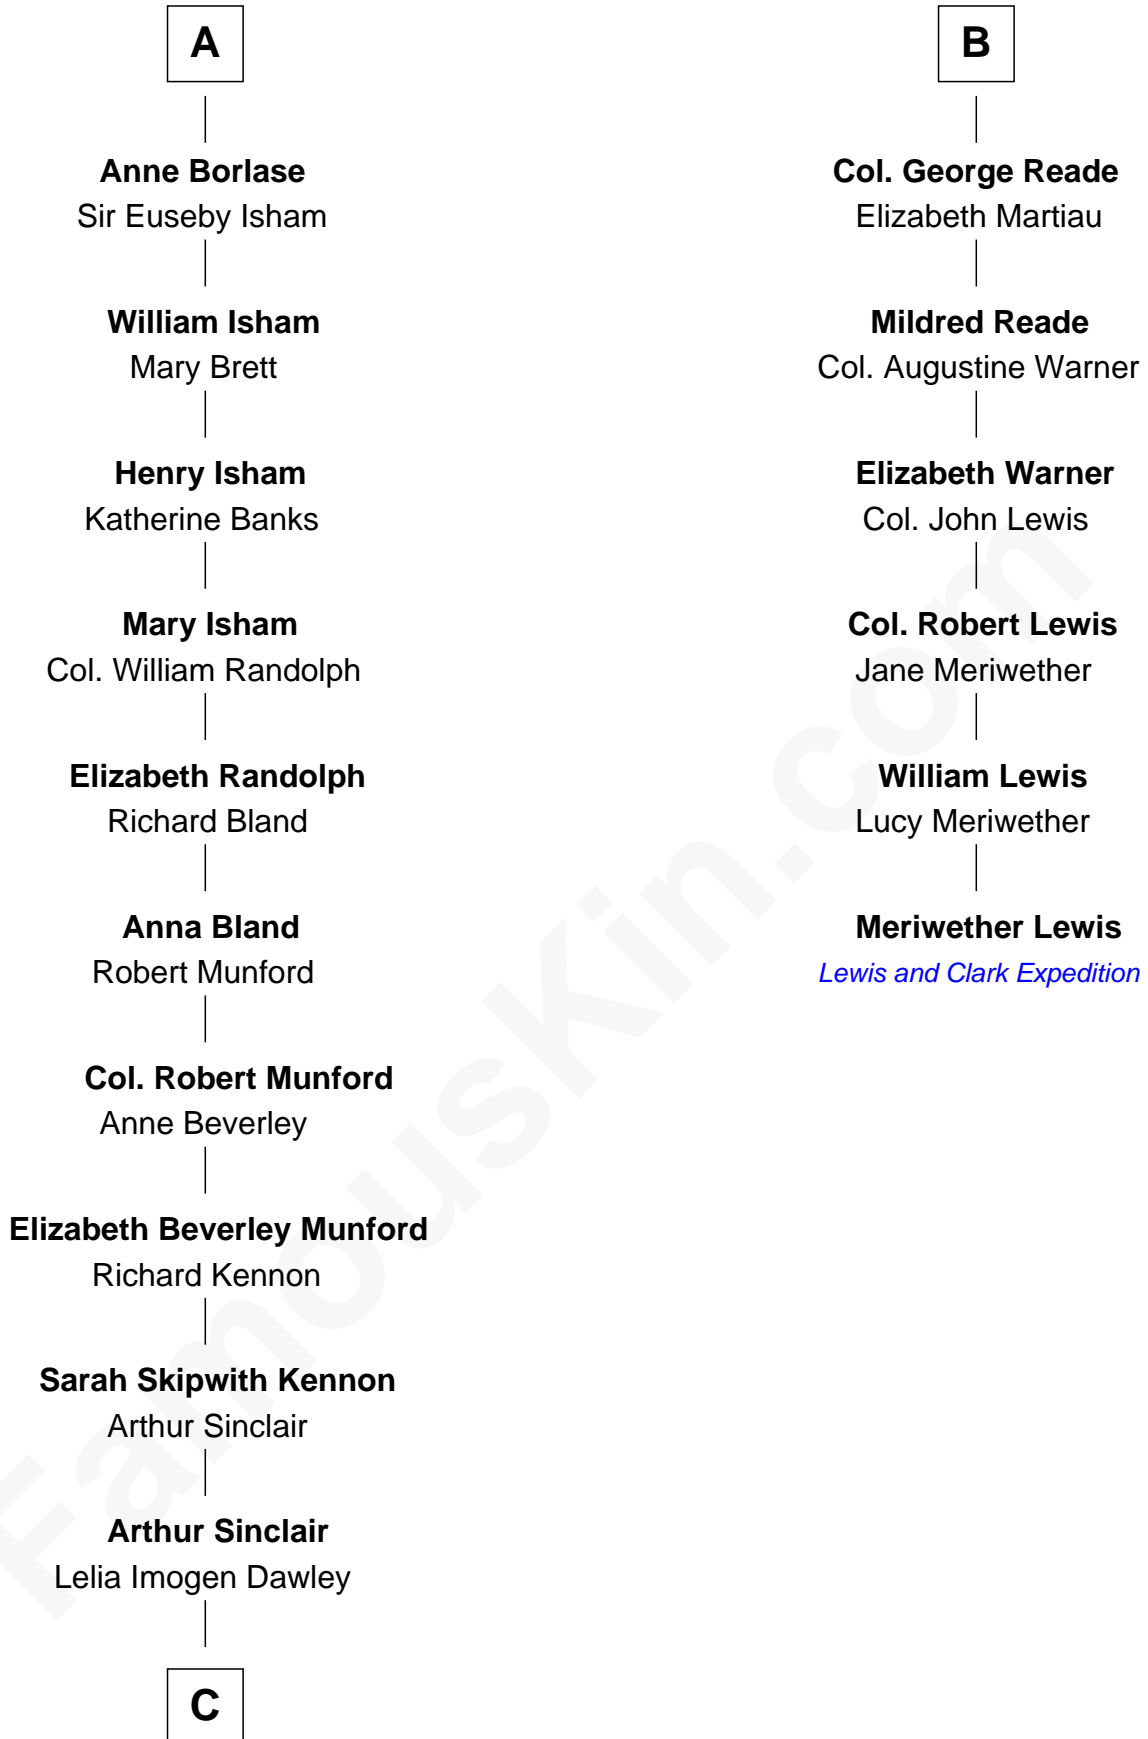 A
Anne Borlase
Sir Euseby Isham
William Isham
Mary Brett
Henry Isham
Katherine Banks
Mary Isham
Col. William Randolph
Elizabeth Randolph
Richard Bland
Anna Bland
Robert Munford
Col. Robert Munford
Anne Beverley
Elizabeth Beverley Munford
Richard Kennon
Sarah Skipwith Kennon
Arthur Sinclair
Arthur Sinclair
Lelia Imogen Dawley
C
B
Col. George Reade
Elizabeth Martiau
Mildred Reade
Col. Augustine Warner
Elizabeth Warner
Col. John Lewis
Col. Robert Lewis
Jane Meriwether
William Lewis
Lucy Meriwether
Meriwether Lewis
Lewis and Clark Expedition
FamousKin.com